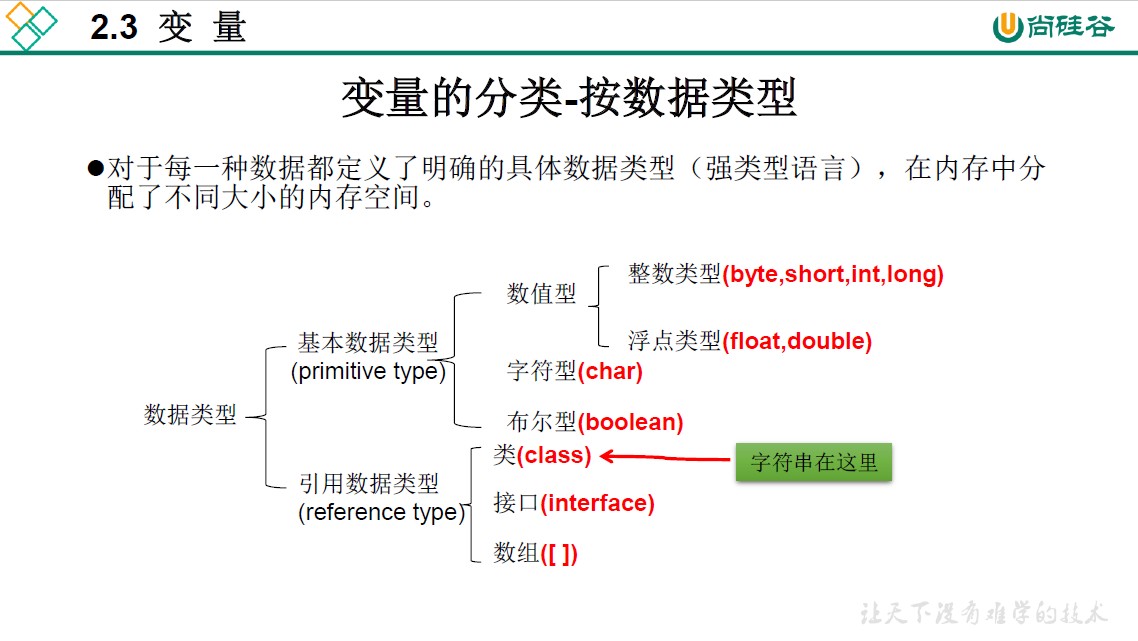 2.3 变 量
尚硅谷
变量的分类-按数据类型
●对于每一种数据都定义了明确的具体数据类型（强类型语言），在内存中分
配了不同大小的内存空间。
整数类型(byte,short,int,long)
数值型
浮点类型(float,double)
基本数据类型
(primitive type)
字符型(char)
布尔型(boolean)
数据类型
类(class)
字符串在这里
引用数据类型
(reference type)
接口(interface)
数组([ ])
让天下没有难学的技术